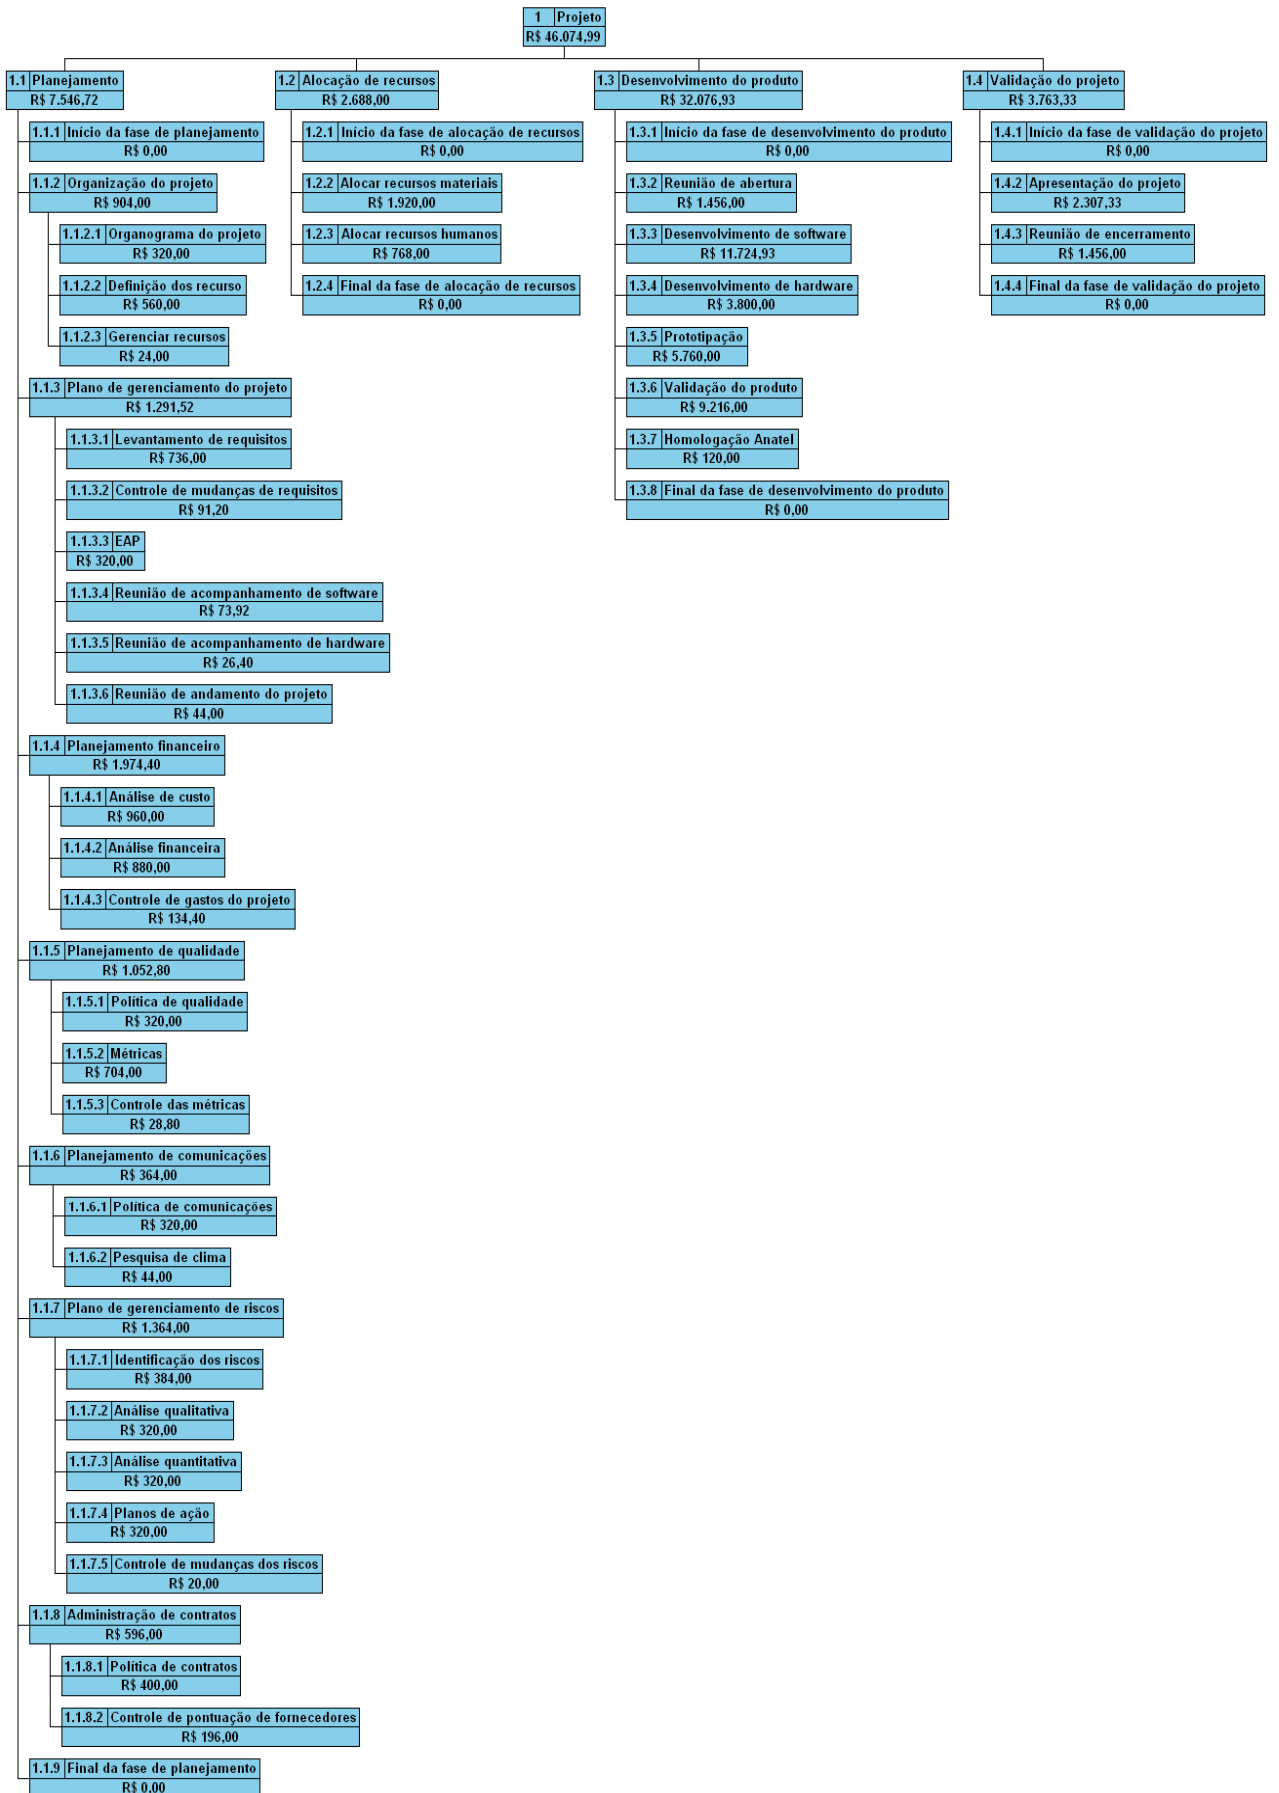 1 Projeto
R$ 46.074,99
1.1 Planejamento
R$ 7.546,72
1.1.1 Início da fase de planejamento
R$ 0,00
1.1.2 Organização do projeto
R$ 904,00
1.1.2.1 Organograma do projeto
R$ 320,00
1.1.2.2 Definição dos recurso
R$ 560,00
1.1.2.3 Gerenciar recursos
R$ 24,00
1.1.3 Plano de gerenciamento do projeto
R$ 1.291,52
1.1.3.1 Levantamento de requisitos
R$ 736,00
1.1.3.2 Controle de mudanças de requisitos
R$ 91,20
1.1.3.3 EAP
R$ 320,00
1.1.3.4 Reunião de acompanhamento de software
R$ 73,92
1.1.3.5 Reunião de acompanhamento de hardware
R$ 26,40
1.1.3.6 Reunião de andamento do projeto
R$ 44,00
1.1.4 Planejamento financeiro
R$ 1.974,40
1.1.4.1 Análise de custo
R$ 960,00
1.1.4.2 Análise financeira
R$ 880,00
1.1.4.3 Controle de gastos do projeto
R$ 134,40
1.1.5 Planejamento de qualidade
R$ 1.052,80
1.1.5.1 Política de qualidade
R$ 320,00
1.1.5.2 Métricas
R$ 704,00
1.1.5.3 Controle das métricas
R$ 28,80
1.1.6 Planejamento de comunicações
R$ 364,00
1.1.6.1 Política de comunicações
R$ 320,00
1.1.6.2 Pesquisa de clima
R$ 44,00
1.1.7 Plano de gerenciamento de riscos
R$ 1.364,00
1.1.7.1 Identificação dos riscos
R$ 384,00
1.1.7.2 Análise qualitativa
R$ 320,00
1.1.7.3 Análise quantitativa
R$ 320,00
1.1.7.4 Planos de ação
R$ 320,00
1.1.7.5 Controle de mudanças dos riscos
R$ 20,00
1.1.8 Administração de contratos
R$ 596,00
1.1.8.1 Política de contratos
R$ 400,00
1.1.8.2 Controle de pontuação de fornecedores
R$ 196,00
1.1.9 Final da fase de planejamento
R$ 0,00
1.2 Alocação de recursos
R$ 2.688,00
1.2.1 Início da fase de alocação de recursos
R$ 0,00
1.2.2 Alocar recursos materiais
R$ 1.920,00
1.2.3 Alocar recursos humanos
R$ 768,00
1.2.4 Final da fase de alocação de recursos
R$ 0,00
1.3 Desenvolvimento do produto
R$ 32.076,93
1.3.1 Início da fase de desenvolvimento do produto
R$ 0,00
1.3.2 Reunião de abertura
R$ 1.456,00
1.3.3 Desenvolvimento de software
R$ 11.724,93
1.3.4 Desenvolvimento de hardware
R$ 3.800,00
1.3.5 Prototipação
R$ 5.760,00
1.3.6 Validação do produto
R$ 9.216,00
1.3.7 Homologação Anatel
R$ 120,00
1.3.8 Final da fase de desenvolvimento do produto
R$ 0,00
1.4 Validação do projeto
R$ 3.763,33
1.4.1 Início da fase de validação do projeto
R$ 0,00
1.4.2 Apresentação do projeto
R$ 2.307,33
1.4.3 Reunião de encerramento
R$ 1.456,00
1.4.4 Final da fase de validação do projeto
R$ 0,00